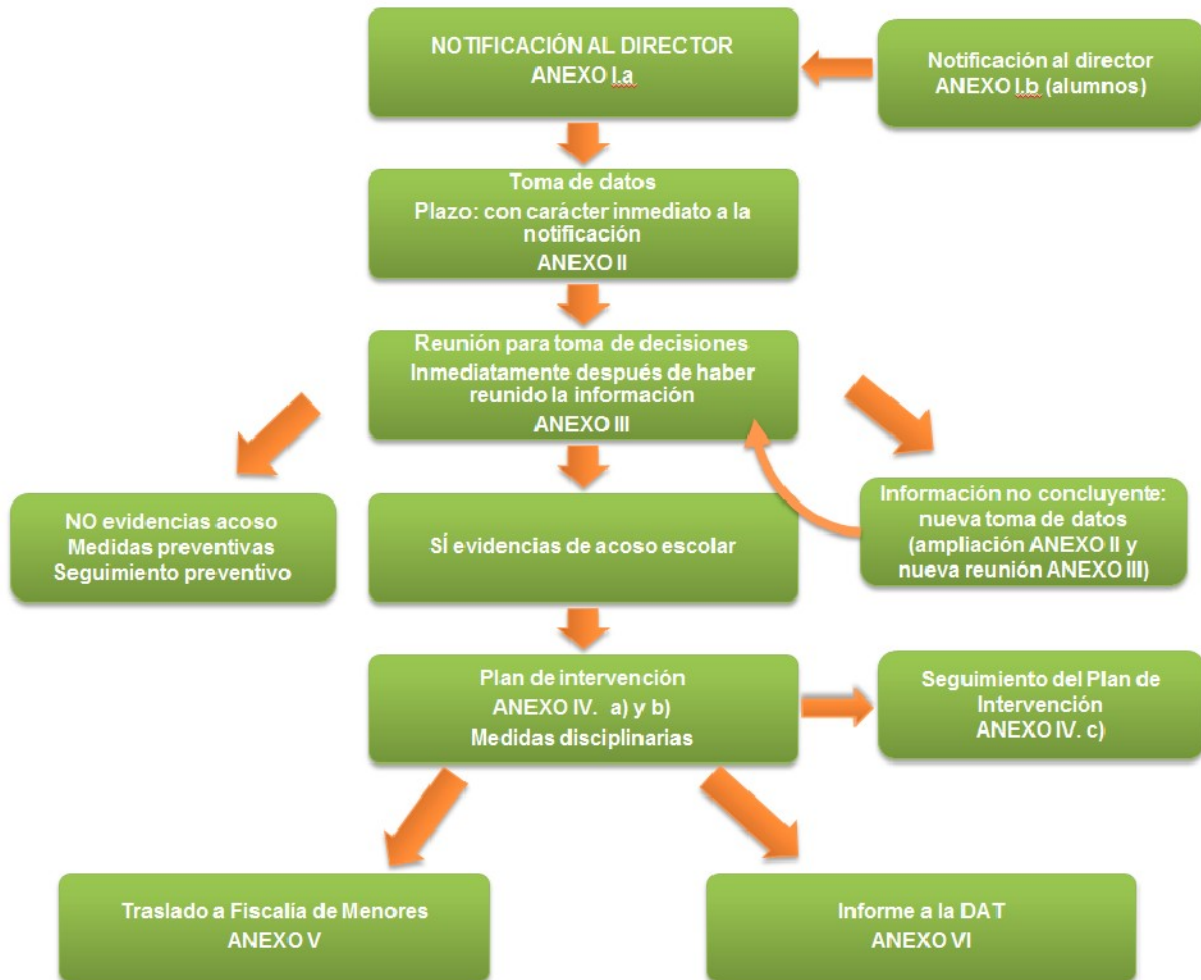 NOTIFICACIÓN AL DIRECTOR
ANEXO I.a
Notificación al director
ANEXO I.b (alumnos)
Toma de datos
Plazo: con carácter inmediato a la
notificación
ANEXO II
Reunión para toma de decisiones
Inmediatamente después de haber
reunido la información
ANEXO III
NO evidencias acoso
Medidas preventivas
Seguimiento preventivo
SÍ evidencias de acoso escolar
Información no concluyente:
nueva toma de datos
(ampliación ANEXO II y
nueva reunión ANEXO III)
Plan de intervención
ANEXO IV. a) y b)
Medidas disciplinarias
Seguimiento del Plan de
Intervención
ANEXO IV. c)
Traslado a Fiscalía de Menores
ANEXO V
Informe a la DAT
ANEXO VI